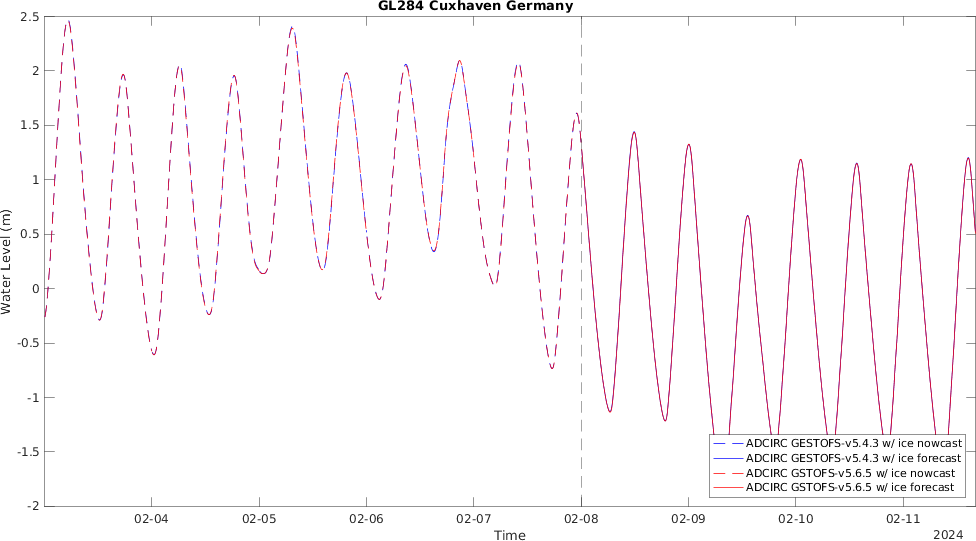 GL284 Cuxhaven Germany
2.5
2
1.5
1
0.5
0
-0.5
-1
-1.5
-2
Water Level (m)
ADCIRC GESTOFS-v5.4.3 w/ ice nowcast
ADCIRC GESTOFS-v5.4.3 w/ ice forecast
ADCIRC GSTOFS-v5.6.5 w/ ice nowcast
ADCIRC GSTOFS-v5.6.5 w/ ice forecast
02-04 02-05 02-06 02-07 02-08 02-09 02-10 02-11
Time
2024